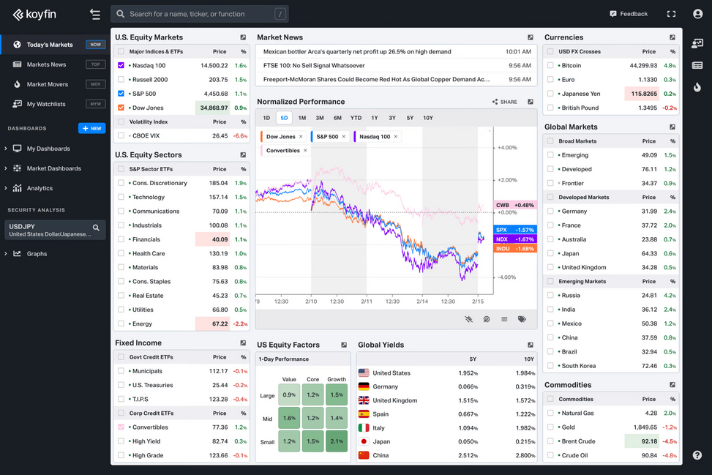 koyfin
Search for a name, ticker, or function
/
Feedback
Today's Markets
NOW
Markets News
TOP
Market Movers
MOV
My Watchlists
MYW
DASHBOARDS
+ NEW
My Dashboards
Market Dashboards
Analytics
SECURITY ANALYSIS
USDJPY
United States Dollar/Japanese...
Graphs
U.S. Equity Markets
Major Indices & ETFs Price %
Nasdaq 100 14,500.22 1.6%
Russell 2000 203.75 1.5%
S&P 500 4,450.68 1.1%
Dow Jones 34,868.97 0.9%
Volatility Index Price %
CBOE VIX 26.45 -6.6%
U.S. Equity Sectors
S&P Sector ETFs Price %
Cons. Discretionary 185.04 1.9%
Technology 157.14 1.5%
Communications 70.09 1.1%
Industrials 100.08 1.1%
Financials 40.09 1.1%
Health Care 130.19 1.0%
Materials 83.98 0.8%
Cons. Staples 75.63 0.8%
Real Estate 45.23 0.7%
Utilities 66.80 0.5%
Energy 67.22 -2.2%
Fixed Income
Govt Credit ETFs Price %
Municipals 112.17 -0.1%
U.S. Treasuries 25.44 -0.2%
T.I.P.S 123.28 -0.4%
Corp Credit ETFs Price %
Convertibles 77.36 1.2%
High Yield 82.74 0.3%
High Grade 123.66 -0.1%
Market News
Mexican bottler Arca's quarterly net profit up 26.5% on high demand 10:01 AM
FTSE 100: No Sell Signal Whatsoever 9:56 AM
Freeport-McMoran Shares Could Become Red Hot As Global Copper Demand Ac... 9:56 AM
Normalized Performance
SHARE
1D 5D 1M 3M 6M YTD 1Y 3Y 5Y 10Y
Dow Jones × S&P 500 × Nasdaq 100 ×
Convertibles ×
+4.00%
CWB +0.48%
+0.00%
SPX -1.57%
NDX -1.67%
INDU -1.68%
-6.00%
12:30 2/10 12:30 2/11 12:30 2/14 12:30 2/15
US Equity Factors
1-Day Performance
Value Core Growth
Large 0.9% 1.2% 1.5%
Mid 1.6% 1.2% 1.4%
Small 1.2% 1.5% 2.1%
Global Yields
5Y 10Y
United States 1.952% 1.984%
Germany 0.066% 0.319%
United Kingdom 1.515% 1.572%
Spain 0.667% 1.222%
Italy 1.094% 1.982%
Japan 0.050% 0.215%
China 2.512% 2.800%
Currencies
USD FX Crosses Price %
Bitcoin 44,299.93 4.8%
Euro 1.1330 0.3%
Japanese Yen 115.8265 0.2%
British Pound 1.3495 -0.2%
Global Markets
Broad Markets Price %
Emerging 49.09 1.5%
Developed 76.11 1.2%
Frontier 34.37 0.9%
Developed Markets Price %
Germany 31.99 2.4%
France 37.72 2.0%
Australia 23.88 0.7%
Japan 64.33 0.6%
United Kingdom 34.28 0.5%
Emerging Markets Price %
Russia 24.81 4.2%
India 36.12 2.4%
Mexico 50.38 1.2%
China 37.59 0.8%
Brazil 32.94 0.5%
South Korea 72.46 0.3%
Commodities
Commodities Price %
Natural Gas 4.28 2.0%
Gold 1,849.65 -1.2%
Brent Crude 92.18 -4.5%
Crude Oil 90.84 -4.8%